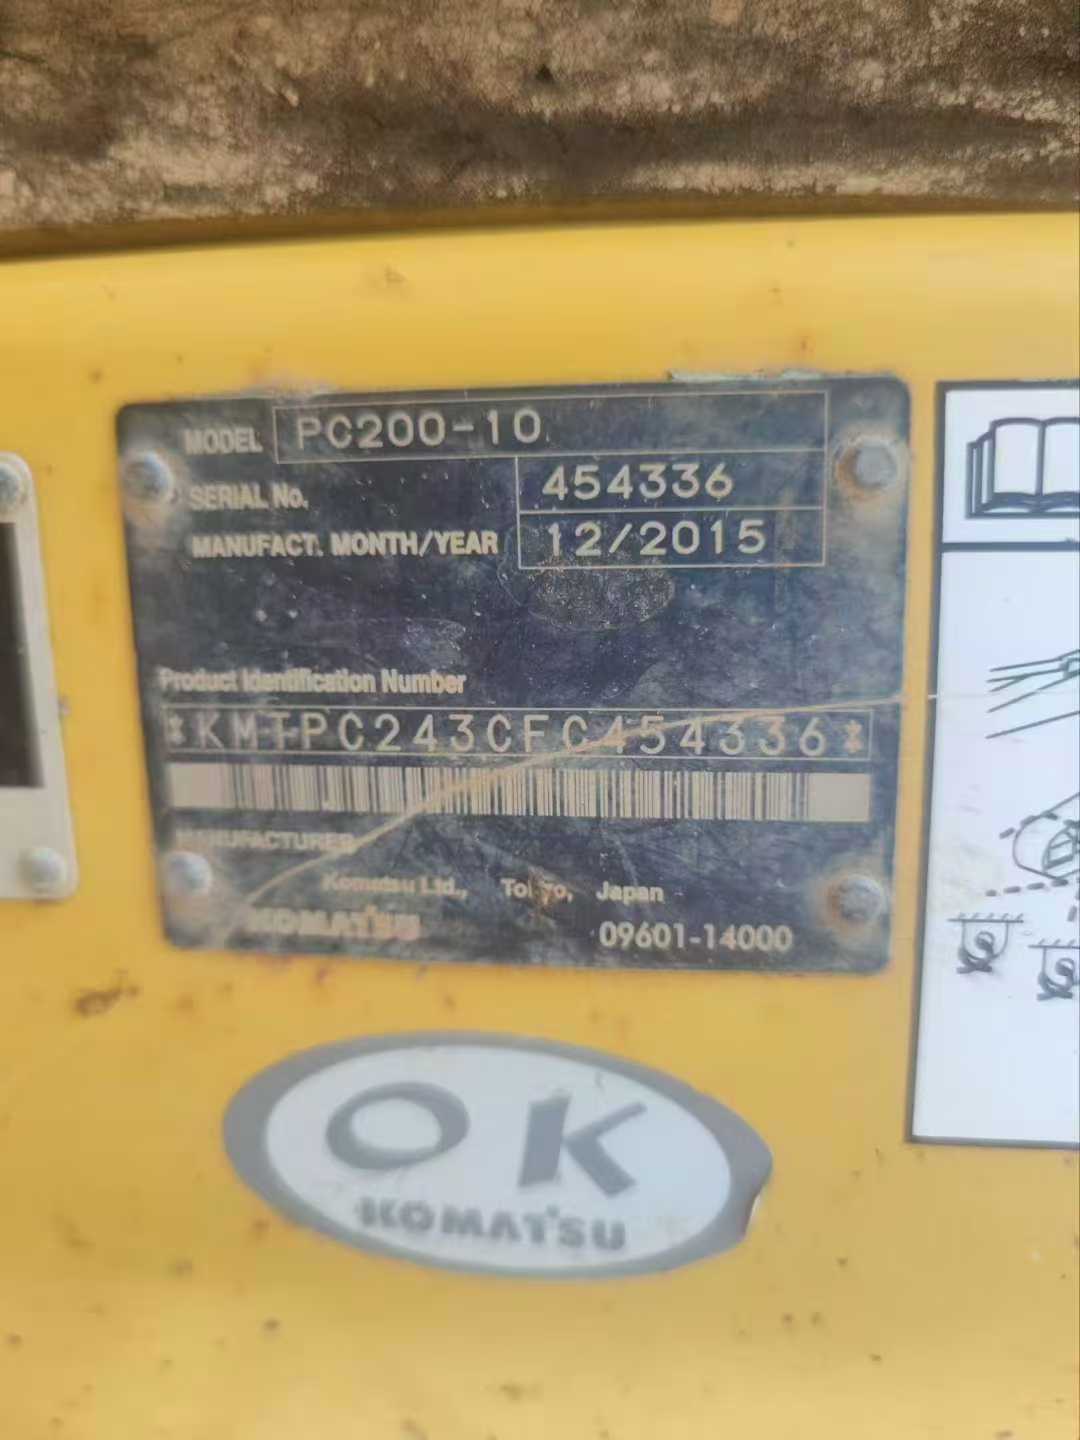 MODEL PC200-10
SERIAL No. 454336
MANUFACT. MONTH/YEAR 12/2015
Product Identification Number
*KMTPC243CFC454336*
MANUFACTURER
Komatsu Ltd., Tokyo, Japan
KOMATSU 09601-14000
OK
KOMATSU